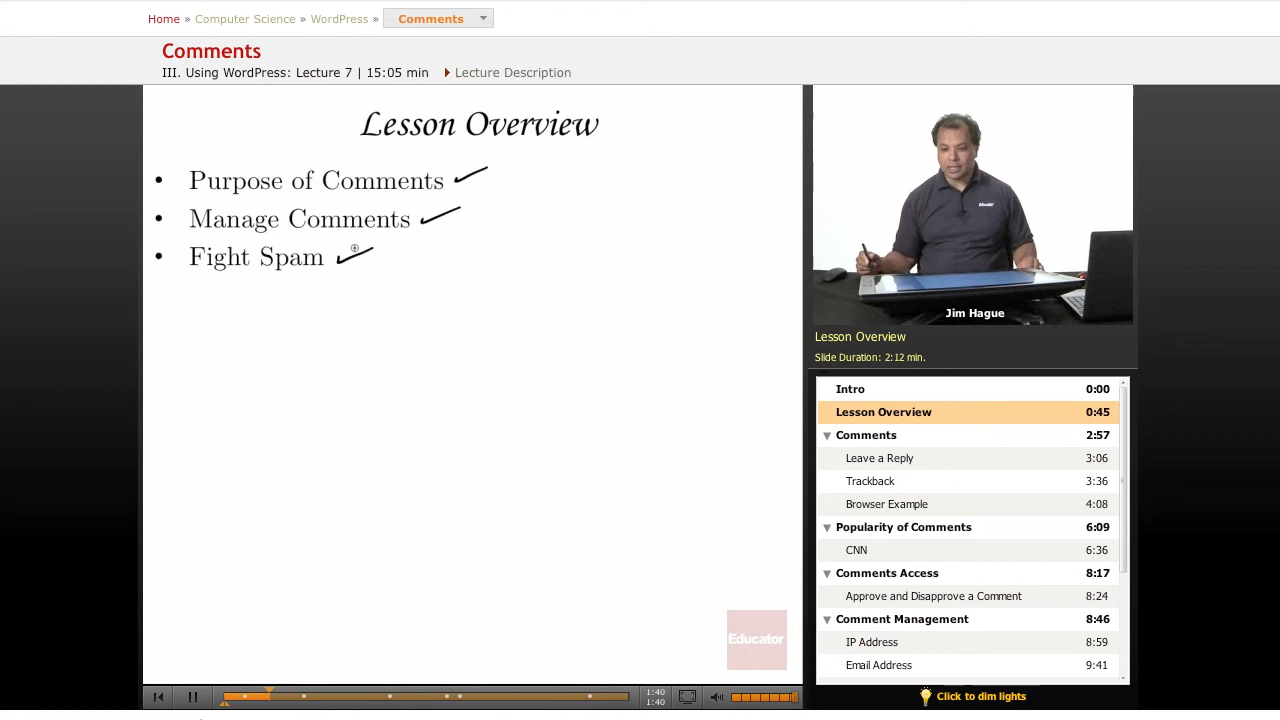 Home » Computer Science » WordPress » Comments
Comments
III. Using WordPress: Lecture 7 | 15:05 min Lecture Description
Lesson Overview
• Purpose of Comments
• Manage Comments
• Fight Spam
Educator
Jim Hague
Lesson Overview
Slide Duration: 2:12 min.
Intro 0:00
Lesson Overview 0:45
Comments 2:57
Leave a Reply 3:06
Trackback 3:36
Browser Example 4:08
Popularity of Comments 6:09
CNN 6:36
Comments Access 8:17
Approve and Disapprove a Comment 8:24
Comment Management 8:46
IP Address 8:59
Email Address 9:41
1:40
1:40
Click to dim lights